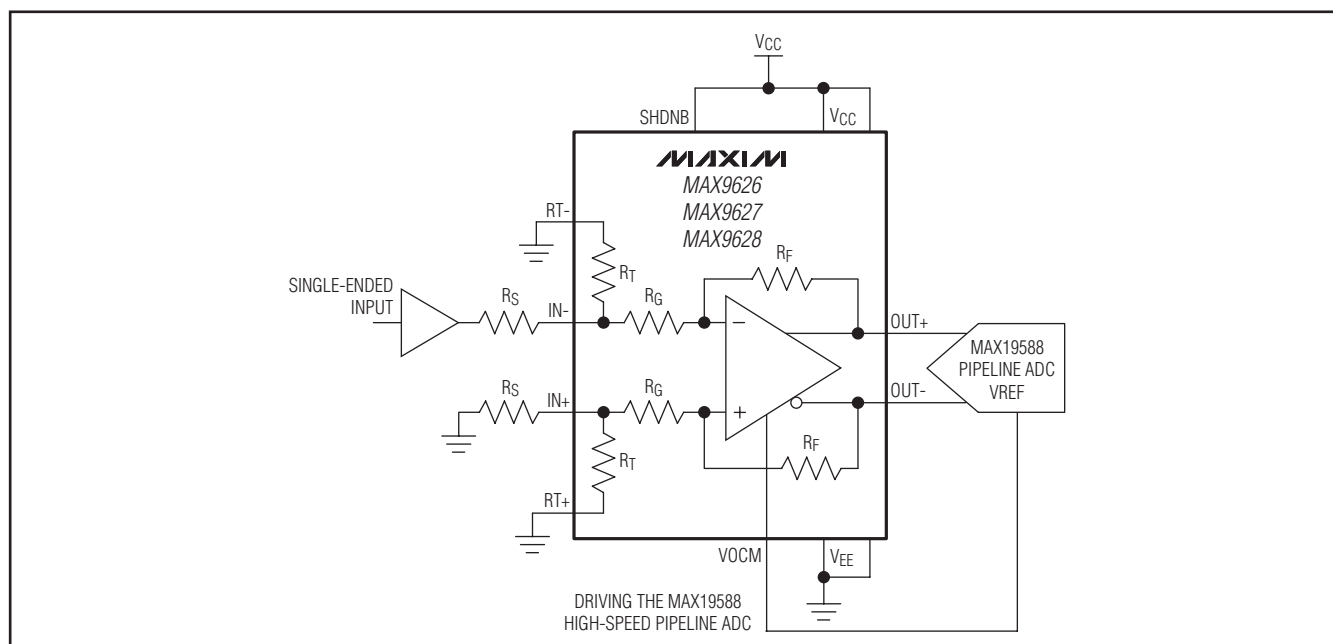 VCC
SHDNB
VCC
MAXIM
MAX9626
MAX9627
MAX9628
RT-
RT
RF
SINGLE-ENDED
INPUT
RS
IN-
RG
−
OUT+
MAX19588
PIPELINE ADC
VREF
RS
IN+
RG
+
OUT-
RT
RF
RT+
VOCM
VEE
DRIVING THE MAX19588
HIGH-SPEED PIPELINE ADC